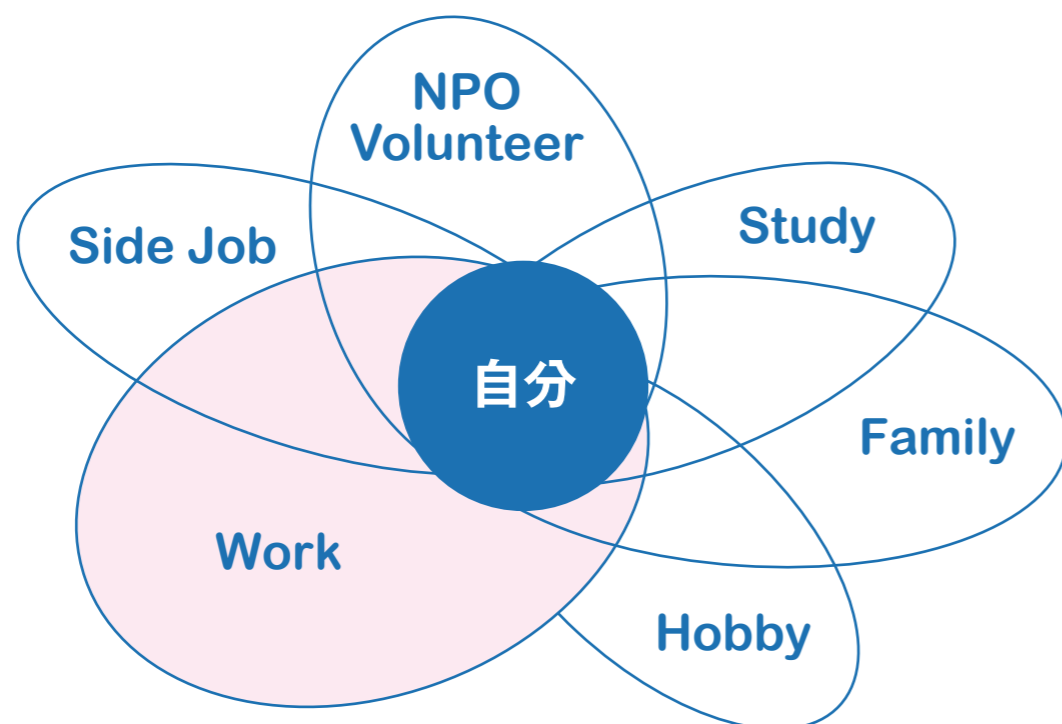 NPO
Volunteer
Study
Side Job
自分
Family
Work
Hobby